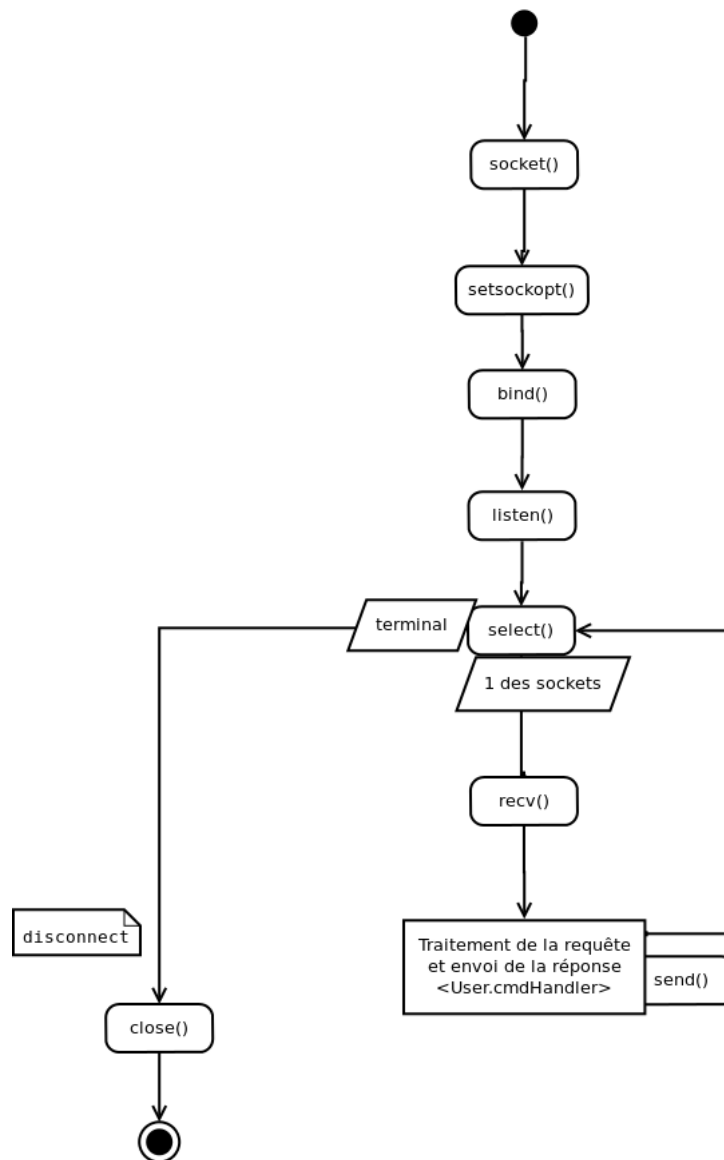 socket()
setsockopt()
bind()
listen()
terminal
select()
1 des sockets
recv()
disconnect
Traitement de la requête
et envoi de la réponse
<User.cmdHandler>
send()
close()